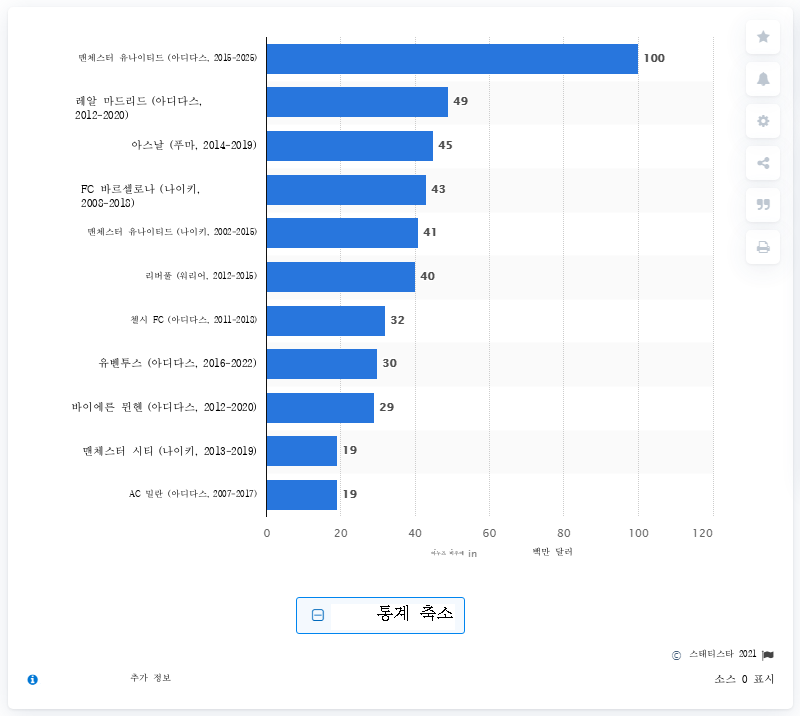 맨체스터 유나이티드 (아디다스, 2015-2025)
100
레알 마드리드 (아디다스,
2012-2020)
49
아스날 (푸마, 2014-2019)
45
FC 바르셀로나 (나이키,
2008-2018)
43
맨체스터 유나이티드 (나이키, 2002-2015)
41
리버풀 (워리어, 2012-2015)
40
첼시 FC (아디다스, 2011-2018)
32
유벤투스 (아디다스, 2016-2022)
30
바이에른 뮌헨 (아디다스, 2012-2020)
29
맨체스터 시티 (나이키, 2013-2019)
19
AC 밀란 (아디다스, 2007-2017)
19
0 20 40 60 80 100 120
in 백만 달러
통계 축소
© 스태티스타 2021
추가 정보
소스 0 표시